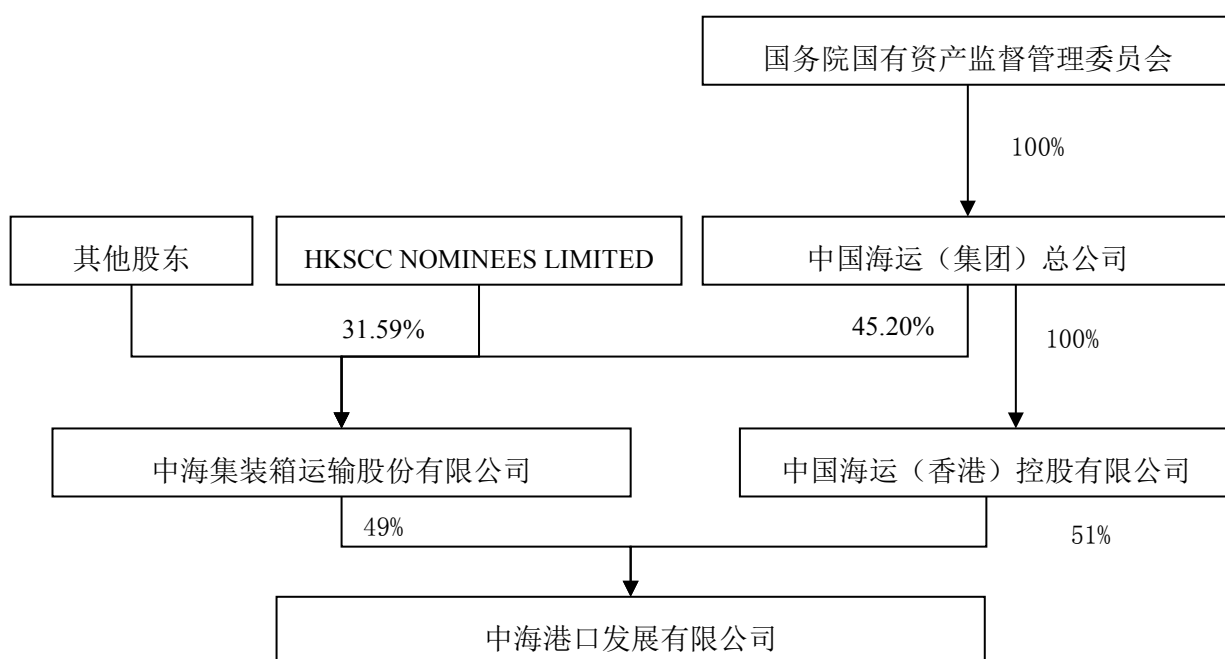 国务院国有资产监督管理委员会
100%
其他股东
HKSCC NOMINEES LIMITED
中国海运（集团）总公司
31.59%
45.20%
100%
中海集装箱运输股份有限公司
中国海运（香港）控股有限公司
49%
51%
中海港口发展有限公司